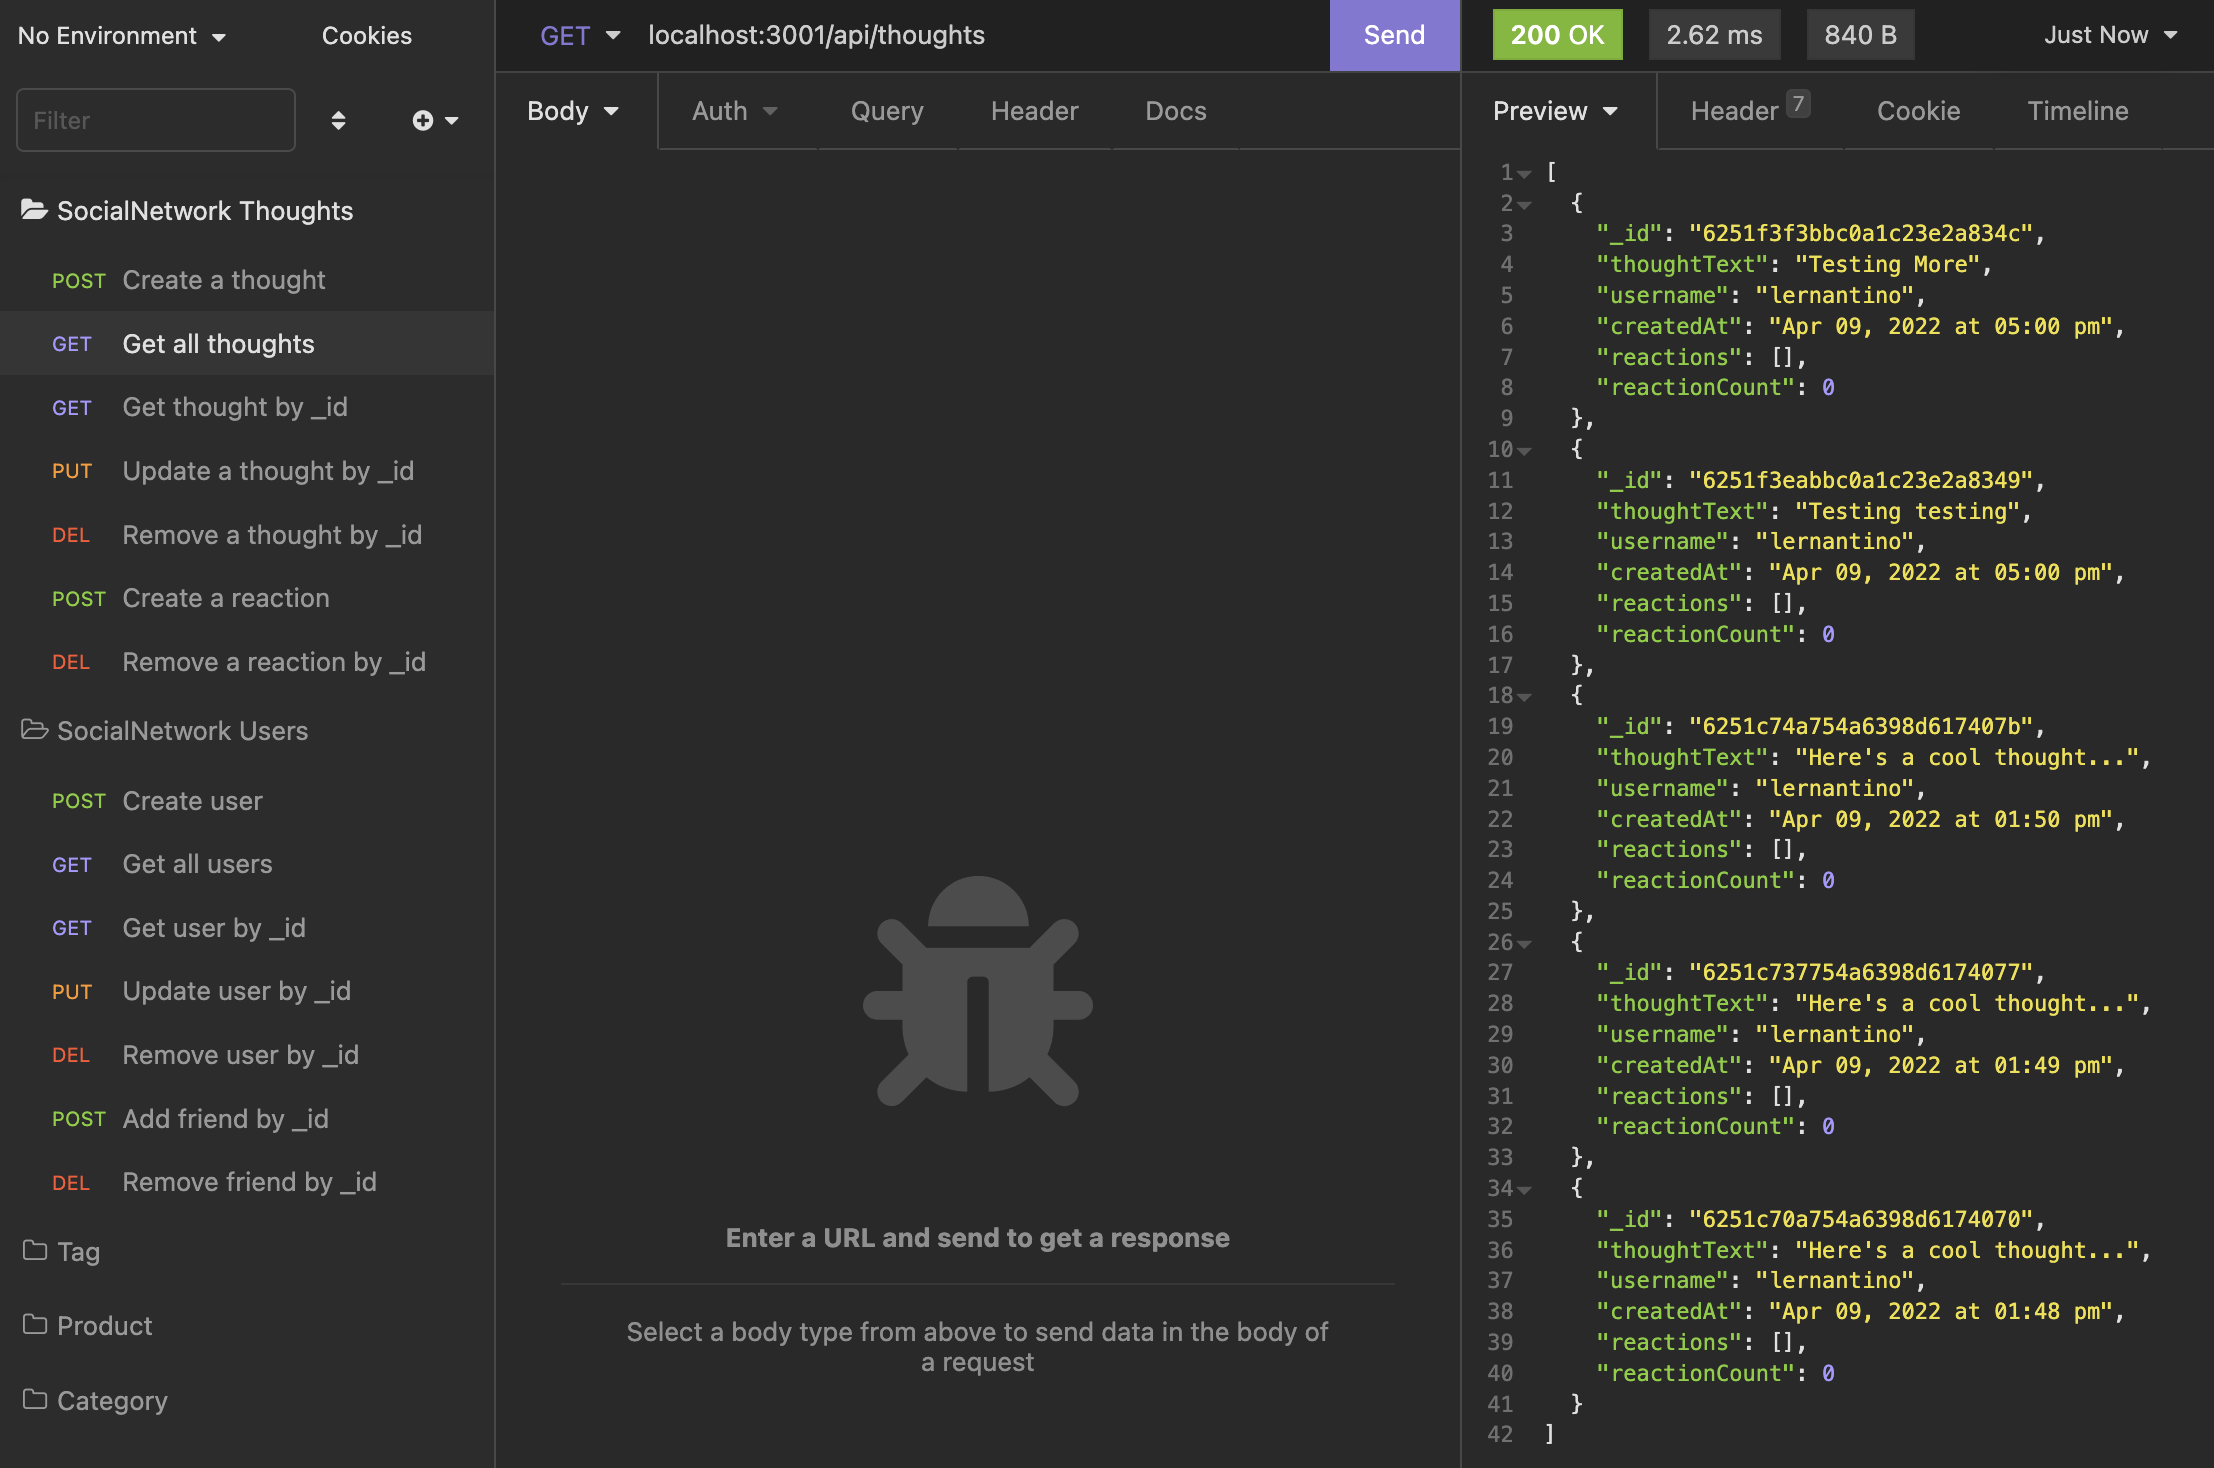 No Environment
Cookies
Filter
SocialNetwork Thoughts
POST Create a thought
GET Get all thoughts
GET Get thought by _id
PUT Update a thought by _id
DEL Remove a thought by _id
POST Create a reaction
DEL Remove a reaction by _id
SocialNetwork Users
POST Create user
GET Get all users
GET Get user by _id
PUT Update user by _id
DEL Remove user by _id
POST Add friend by _id
DEL Remove friend by _id
Tag
Product
Category
GET localhost:3001/api/thoughts Send
Body Auth Query Header Docs
Enter a URL and send to get a response
Select a body type from above to send data in the body of
a request
200 OK 2.62 ms 840 B Just Now
Preview Header 7 Cookie Timeline
1 [
2 {
3 "_id": "6251f3f3bbc0a1c23e2a834c",
4 "thoughtText": "Testing More",
5 "username": "lernantino",
6 "createdAt": "Apr 09, 2022 at 05:00 pm",
7 "reactions": [],
8 "reactionCount": 0
9 },
10 {
11 "_id": "6251f3eabbc0a1c23e2a8349",
12 "thoughtText": "Testing testing",
13 "username": "lernantino",
14 "createdAt": "Apr 09, 2022 at 05:00 pm",
15 "reactions": [],
16 "reactionCount": 0
17 },
18 {
19 "_id": "6251c74a754a6398d617407b",
20 "thoughtText": "Here's a cool thought...",
21 "username": "lernantino",
22 "createdAt": "Apr 09, 2022 at 01:50 pm",
23 "reactions": [],
24 "reactionCount": 0
25 },
26 {
27 "_id": "6251c737754a6398d6174077",
28 "thoughtText": "Here's a cool thought...",
29 "username": "lernantino",
30 "createdAt": "Apr 09, 2022 at 01:49 pm",
31 "reactions": [],
32 "reactionCount": 0
33 },
34 {
35 "_id": "6251c70a754a6398d6174070",
36 "thoughtText": "Here's a cool thought...",
37 "username": "lernantino",
38 "createdAt": "Apr 09, 2022 at 01:48 pm",
39 "reactions": [],
40 "reactionCount": 0
41 }
42 ]